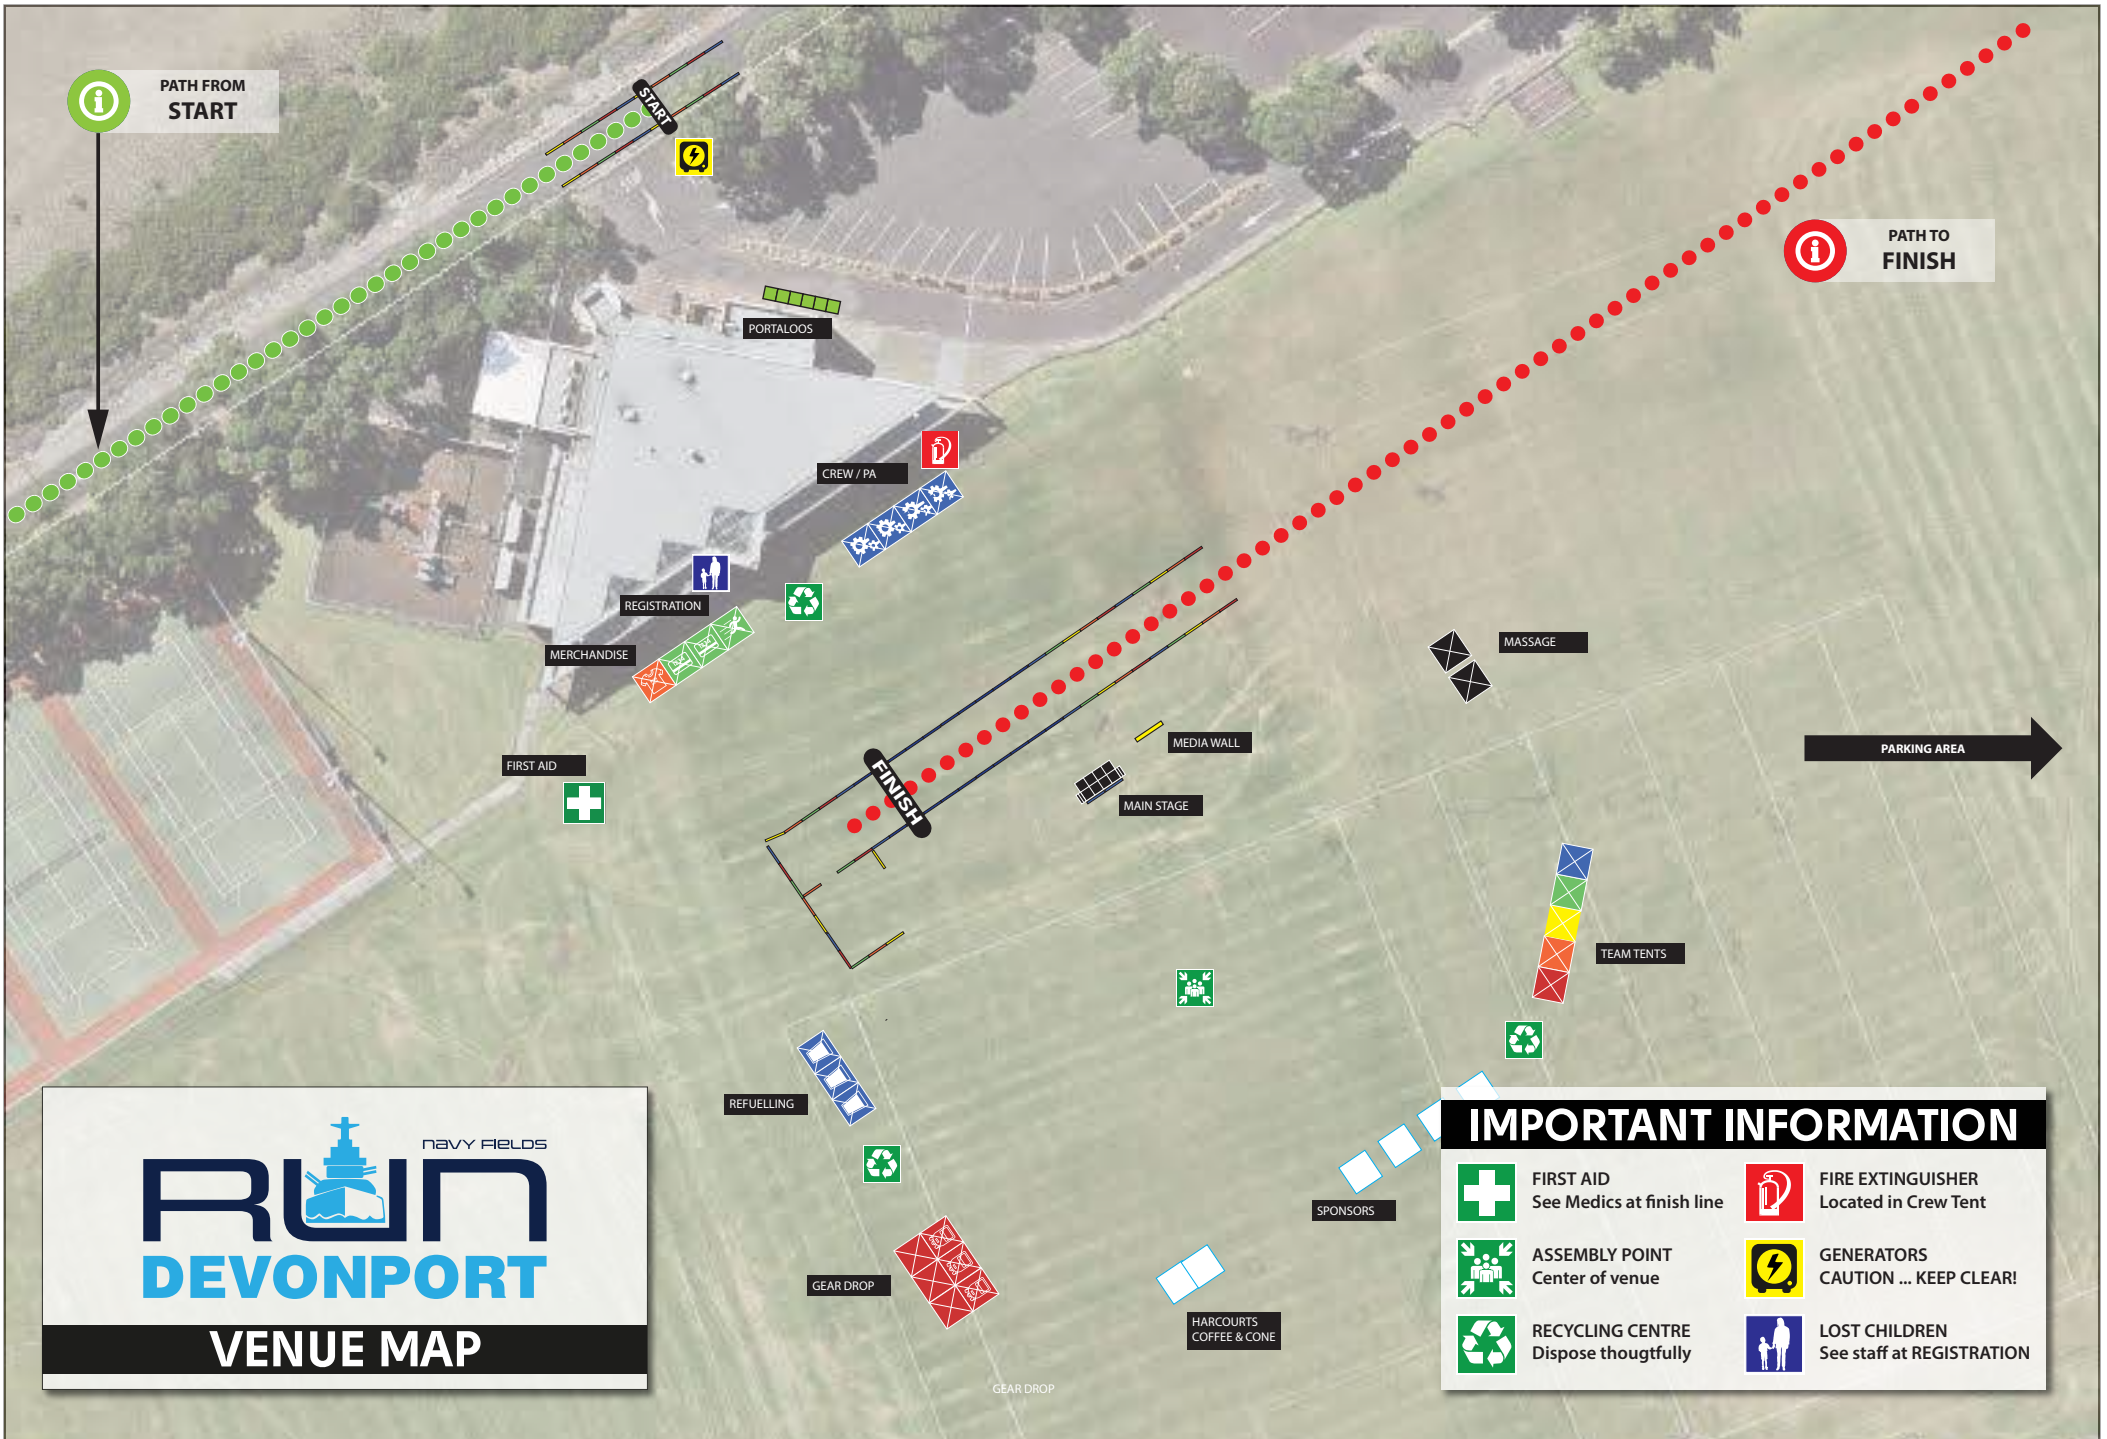 PATH FROM
START
START
PATH TO
FINISH
PORTALOOS
CREW / PA
REGISTRATION
MERCHANDISE
MASSAGE
MEDIA WALL
PARKING AREA
FIRST AID
FINISH
MAIN STAGE
TEAM TENTS
REFUELLING
SPONSORS
GEAR DROP
HARCOURTS
COFFEE & CONE
GEAR DROP
NAVY FIELDS
RUN
DEVONPORT
VENUE MAP
IMPORTANT INFORMATION
FIRST AID
See Medics at finish line
FIRE EXTINGUISHER
Located in Crew Tent
ASSEMBLY POINT
Center of venue
GENERATORS
CAUTION ... KEEP CLEAR!
RECYCLING CENTRE
Dispose thougtfully
LOST CHILDREN
See staff at REGISTRATION